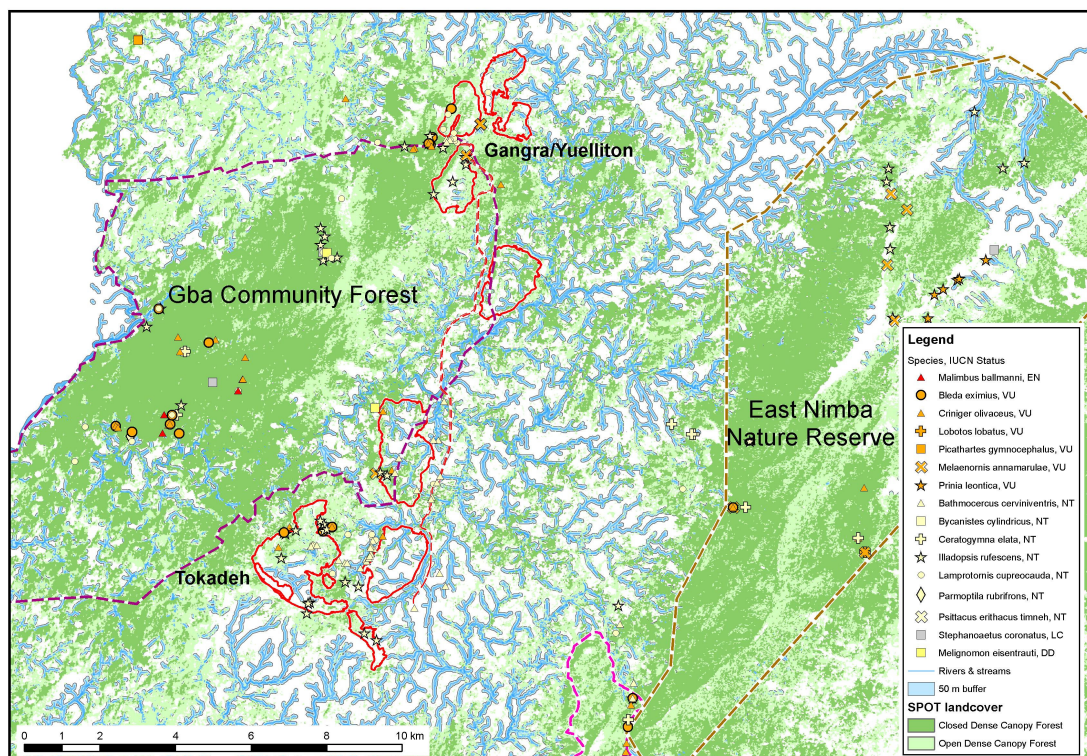 Gangra/Yuelliton
Gba Community Forest
East Nimba
Nature Reserve
Tokadeh
Legend
Species, IUCN Status
Malimbus ballmanni, EN
Bleda eximius, VU
Criniger olivaceus, VU
Lobotos lobatus, VU
Picathartes gymnocephalus, VU
Melaenornis annamarulae, VU
Prinia leontica, VU
Bathmocercus cerviniventris, NT
Bycanistes cylindricus, NT
Ceratogymna elata, NT
Illadopsis rufescens, NT
Lamprotornis cupreocauda, NT
Parmoptila rubrifrons, NT
Psittacus erithacus timneh, NT
Stephanoaetus coronatus, LC
Melignomon eisentrauti, DD
Rivers & streams
50 m buffer
SPOT landcover
Closed Dense Canopy Forest
Open Dense Canopy Forest
0 2 4 6 8 10 km